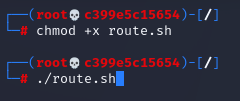 ┌──(root💀c399e5c15654)-[/]
└─# chmod +x route.sh
┌──(root💀c399e5c15654)-[/]
└─# ./route.sh